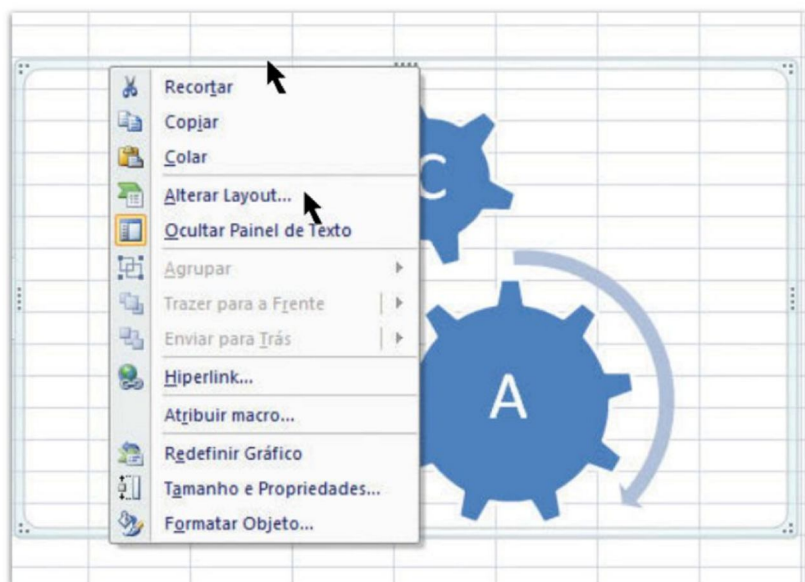 Recortar
Copiar
Colar
Alterar Layout...
Ocultar Painel de Texto
Agrupar
Trazer para a Frente
Enviar para Trás
Hiperlink...
Atribuir macro...
Redefinir Gráfico
Tamanho e Propriedades...
Formatar Objeto...
C
A